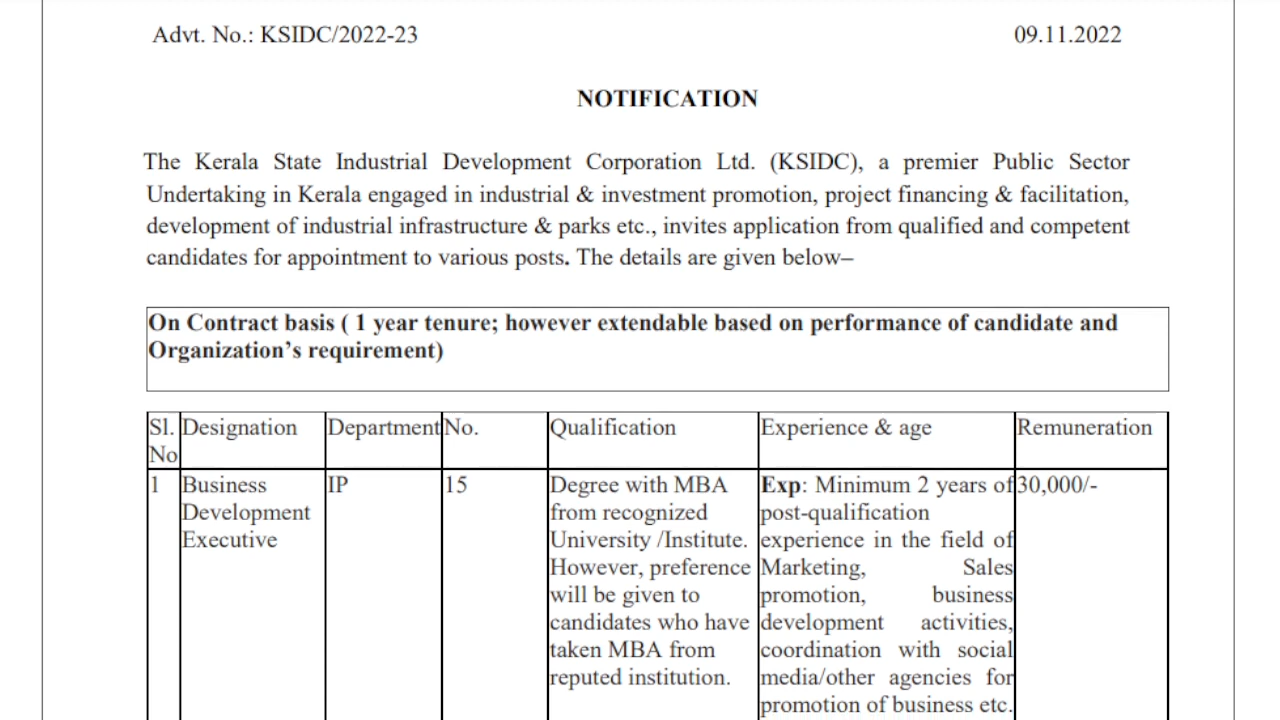 Advt. No.: KSIDC/2022-23 09.11.2022
NOTIFICATION
The Kerala State Industrial Development Corporation Ltd. (KSIDC), a premier Public Sector
Undertaking in Kerala engaged in industrial & investment promotion, project financing & facilitation,
development of industrial infrastructure & parks etc., invites application from qualified and competent
candidates for appointment to various posts. The details are given below–
On Contract basis ( 1 year tenure; however extendable based on performance of candidate and
Organization’s requirement)
Sl. No
Designation
Department
No.
Qualification
Experience & age
Remuneration
1
Business
Development
Executive
IP
15
Degree with MBA
from recognized
University /Institute.
However, preference
will be given to
candidates who have
taken MBA from
reputed institution.
Exp: Minimum 2 years of
post-qualification
experience in the field of
Marketing, Sales
promotion, business
development activities,
coordination with social
media/other agencies for
promotion of business etc.
30,000/-